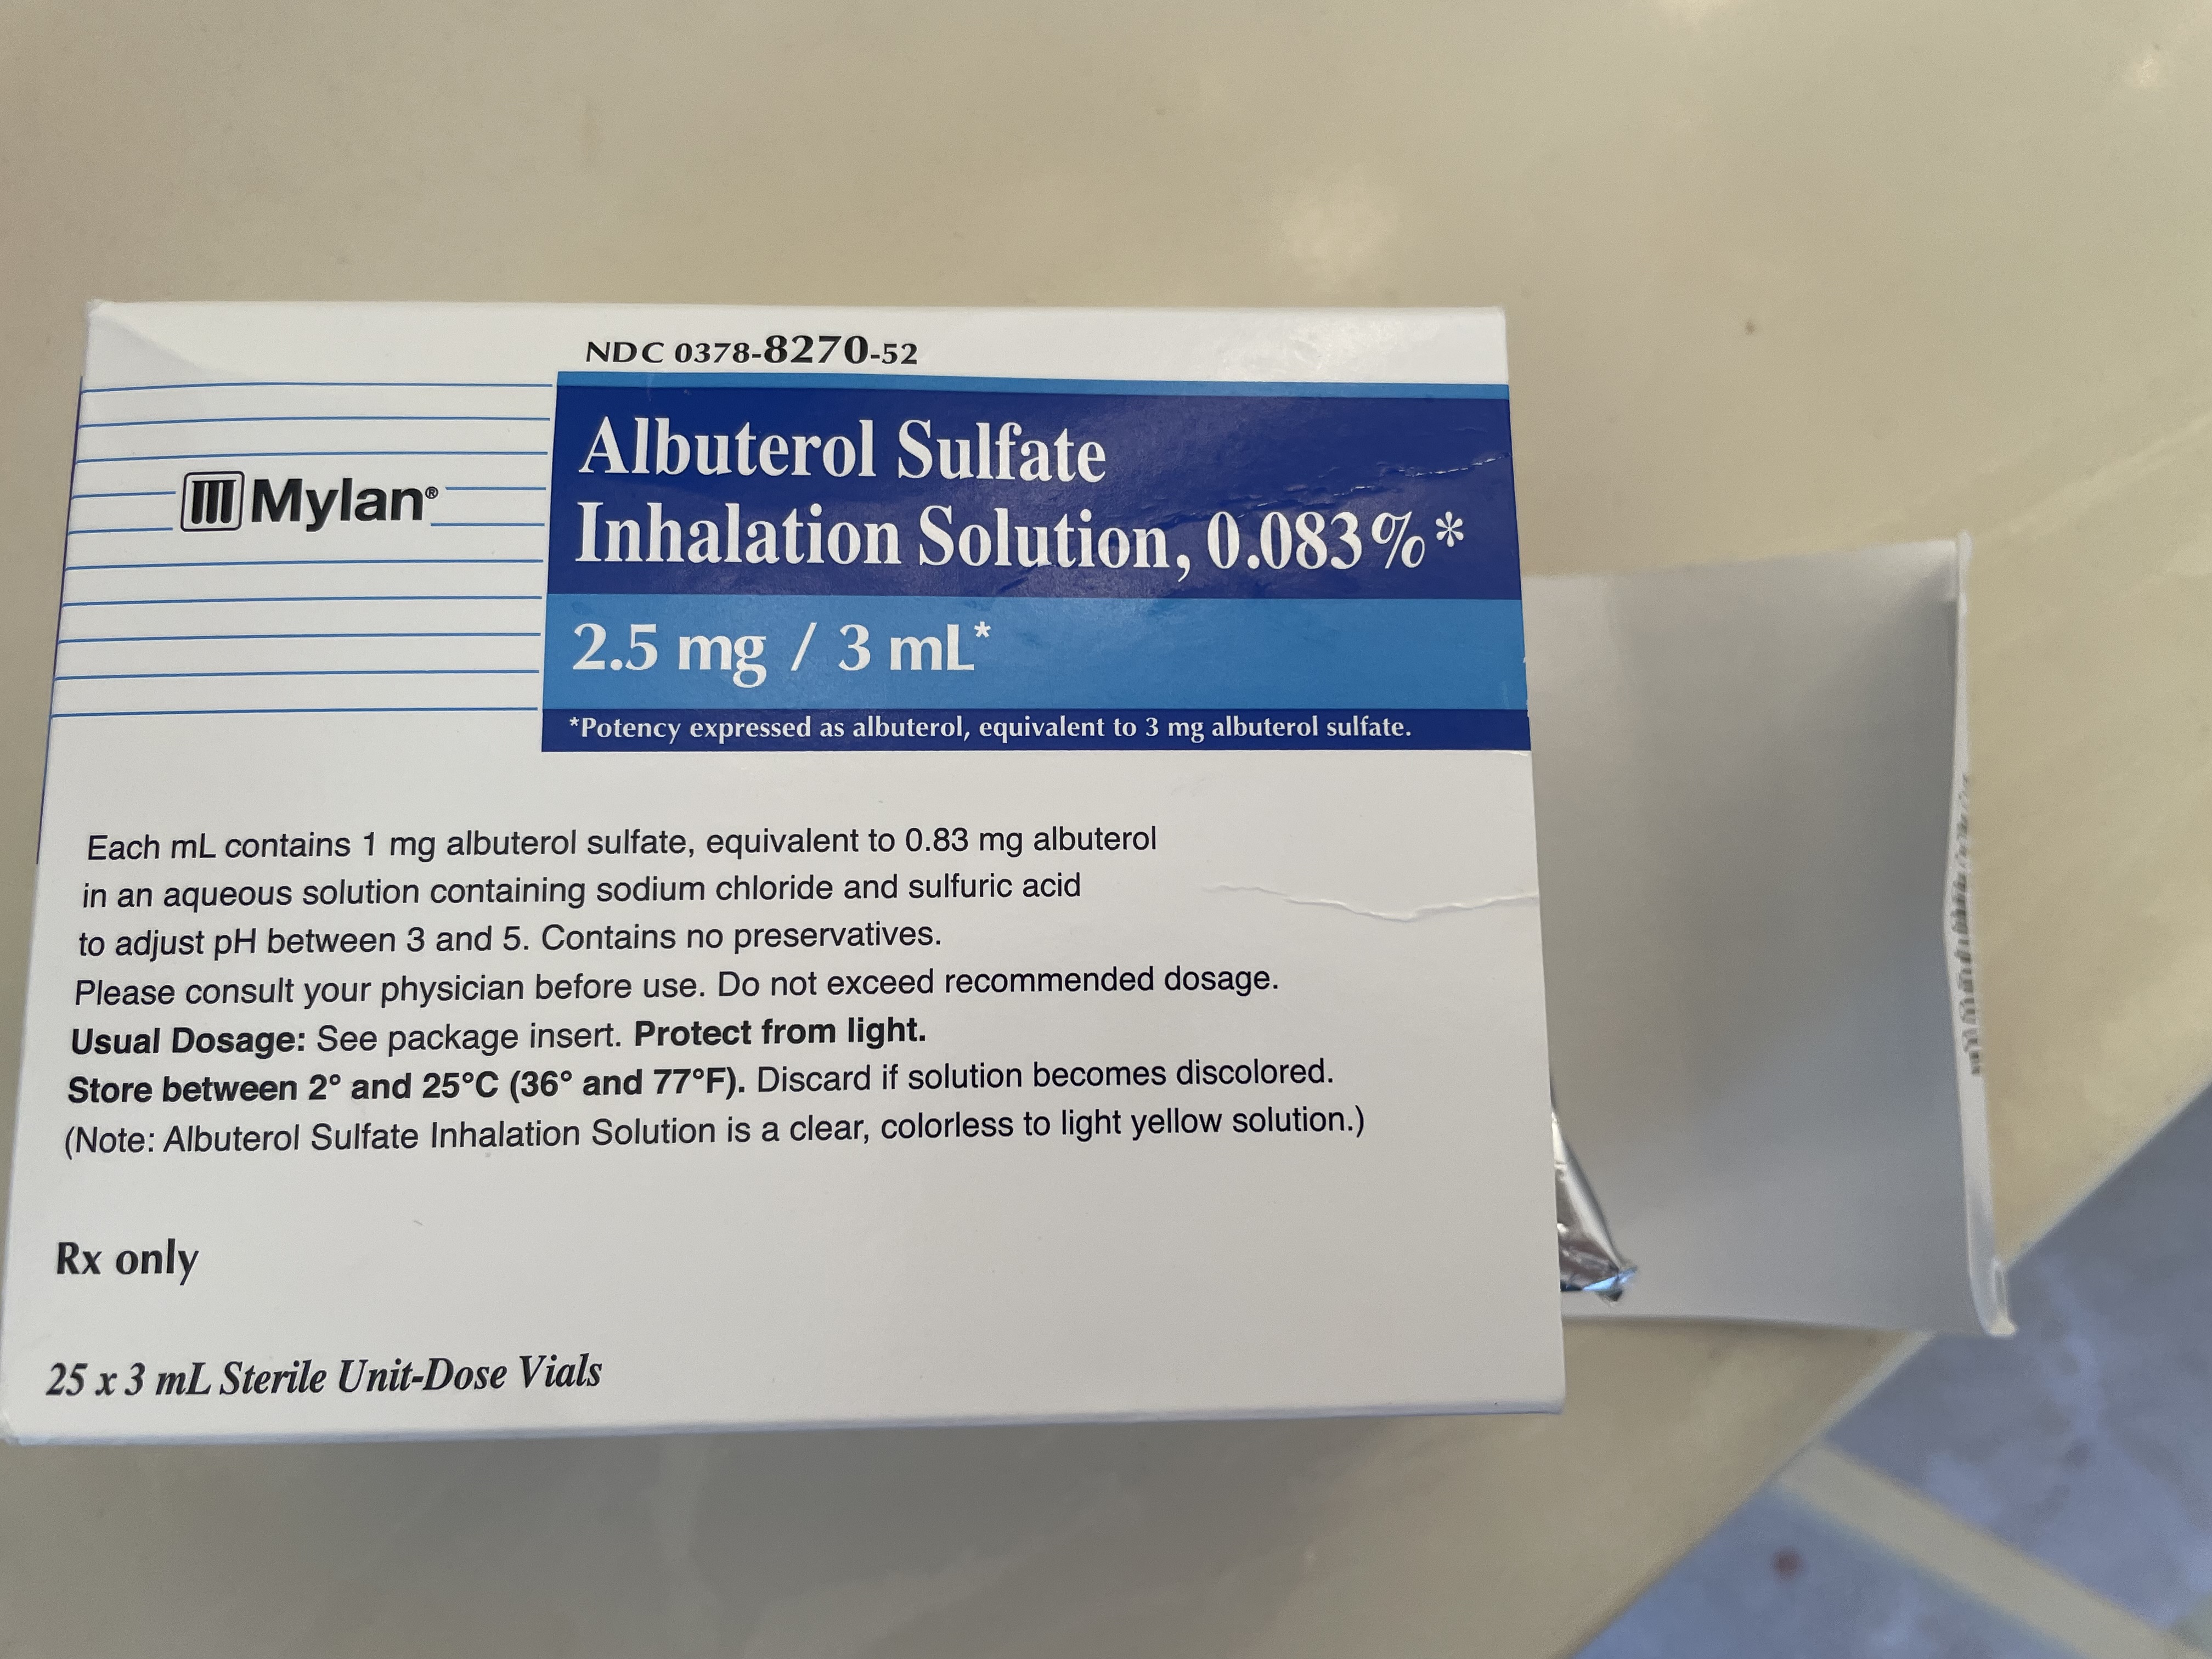 NDC 0378-8270-52
Mylan®
Albuterol Sulfate
Inhalation Solution, 0.083%*
2.5 mg / 3 mL*
*Potency expressed as albuterol, equivalent to 3 mg albuterol sulfate.
Each mL contains 1 mg albuterol sulfate, equivalent to 0.83 mg albuterol
in an aqueous solution containing sodium chloride and sulfuric acid
to adjust pH between 3 and 5. Contains no preservatives.
Please consult your physician before use. Do not exceed recommended dosage.
Usual Dosage: See package insert. Protect from light.
Store between 2° and 25°C (36° and 77°F). Discard if solution becomes discolored.
(Note: Albuterol Sulfate Inhalation Solution is a clear, colorless to light yellow solution.)
Rx only
25 x 3 mL Sterile Unit-Dose Vials